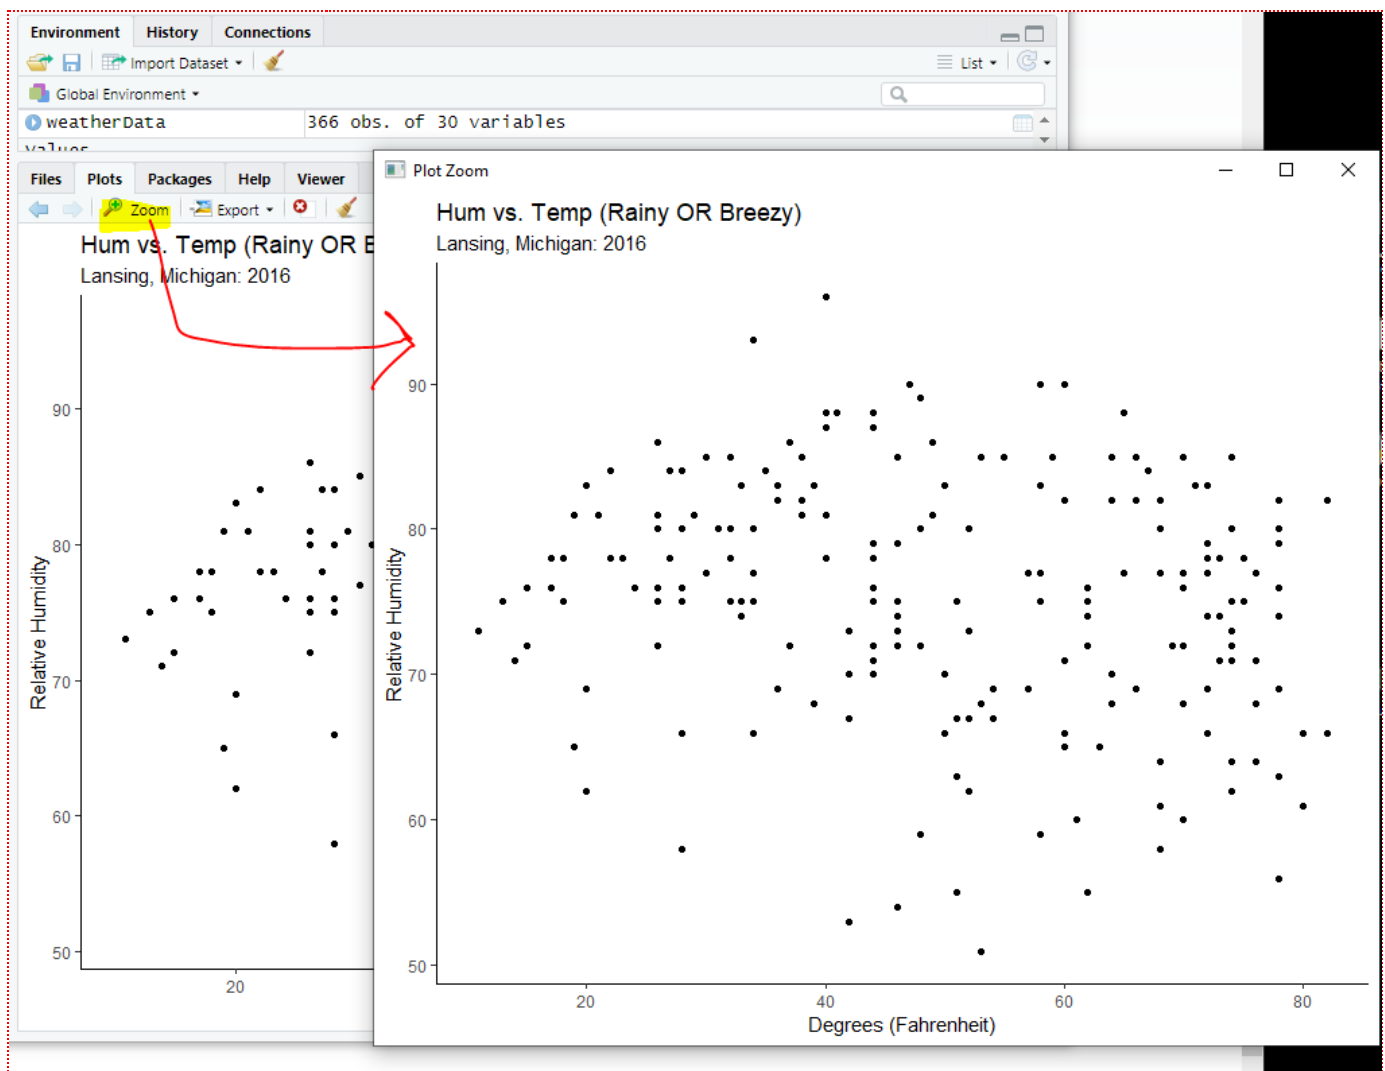 Environment History Connections
Import Dataset List
Global Environment
weatherData 366 obs. of 30 variables
values
Files Plots Packages Help Viewer
Zoom Export
Hum vs. Temp (Rainy OR B
Lansing, Michigan: 2016
90
80
70
60
50
Relative Humidity
20
Plot Zoom
Hum vs. Temp (Rainy OR Breezy)
Lansing, Michigan: 2016
90
80
70
60
50
Relative Humidity
20 40 60 80
Degrees (Fahrenheit)